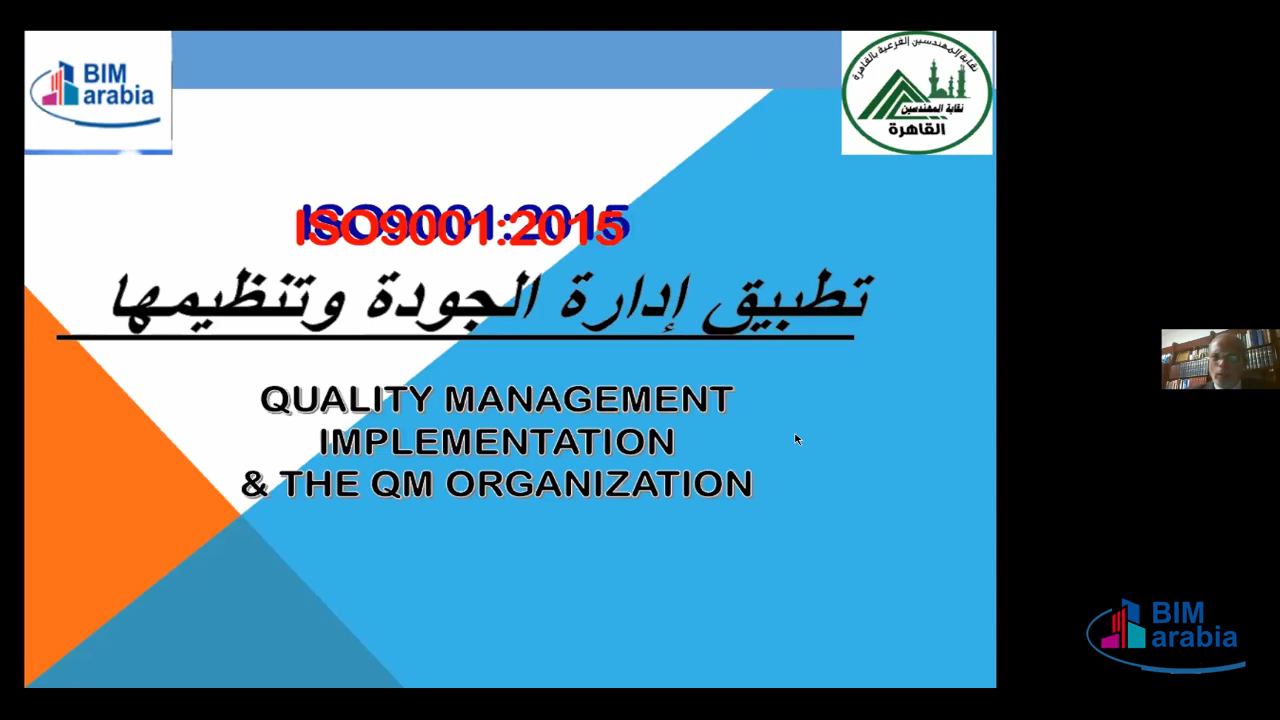 BIM
arabia
نقابة المهندسين الفرعية بالقاهرة
نقابة المهندسين
القاهرة
ISO9001:2015
تطبيق إدارة الجودة وتنظيمها
QUALITY MANAGEMENT
IMPLEMENTATION
& THE QM ORGANIZATION
BIM
arabia